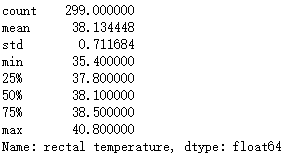 count    299.000000
mean      38.134448
std        0.711684
min       35.400000
25%       37.800000
50%       38.100000
75%       38.500000
max       40.800000
Name: rectal temperature, dtype: float64